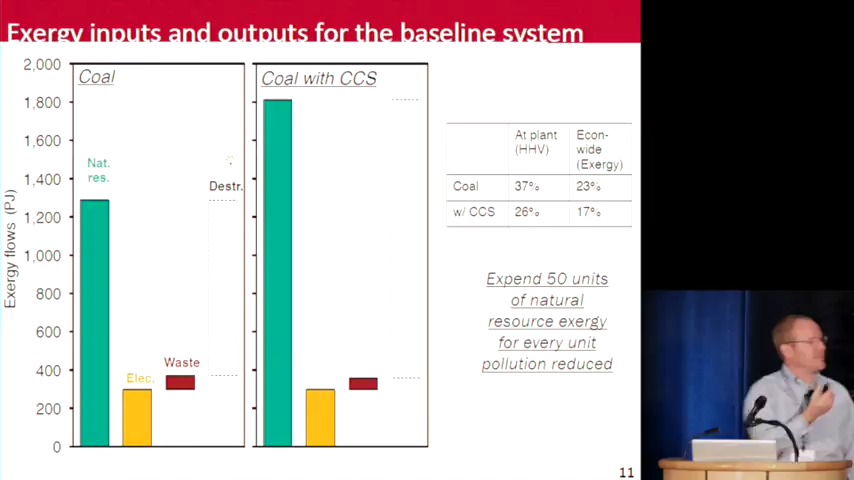 Exergy inputs and outputs for the baseline system
2,000
1,800
1,600
1,400
1,200
1,000
800
600
400
200
0
Exergy flows (PJ)
Coal
Nat.
res.
Elec.
Waste
Destr.
Coal with CCS
At plant
(HHV)
Econ-
wide
(Exergy)
Coal 37% 23%
w/ CCS 26% 17%
Expend 50 units
of natural
resource exergy
for every unit
pollution reduced
11